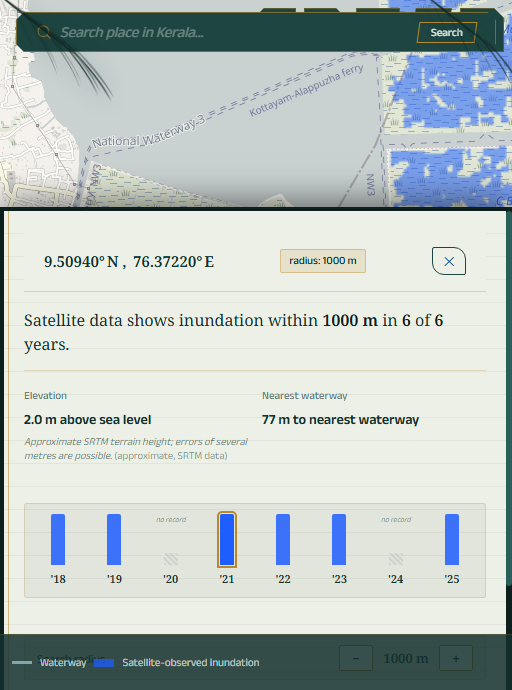 Search place in Kerala...
Search
Kottayam-Alappuzha ferry
National Waterway 3
NW3
NW3
9.50940° N , 76.37220° E
radius: 1000 m
Satellite data shows inundation within 1000 m in 6 of 6
years.
Elevation
Nearest waterway
2.0 m above sea level
77 m to nearest waterway
Approximate SRTM terrain height; errors of several
metres are possible. (approximate, SRTM data)
no record
no record
'18 '19 '20 '21 '22 '23 '24 '25
Search radius
− 1000 m +
Waterway
Satellite-observed inundation